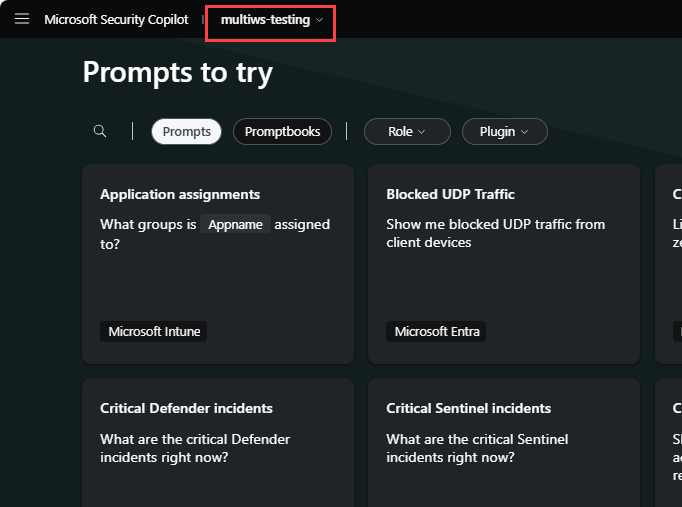 Microsoft Security Copilot | multiws-testing
Prompts to try
Prompts Promptbooks Role Plugin
Application assignments
What groups is Appname assigned
to?
Microsoft Intune
Blocked UDP Traffic
Show me blocked UDP traffic from
client devices
Microsoft Entra
Critical Defender incidents
What are the critical Defender
incidents right now?
Critical Sentinel incidents
What are the critical Sentinel
incidents right now?